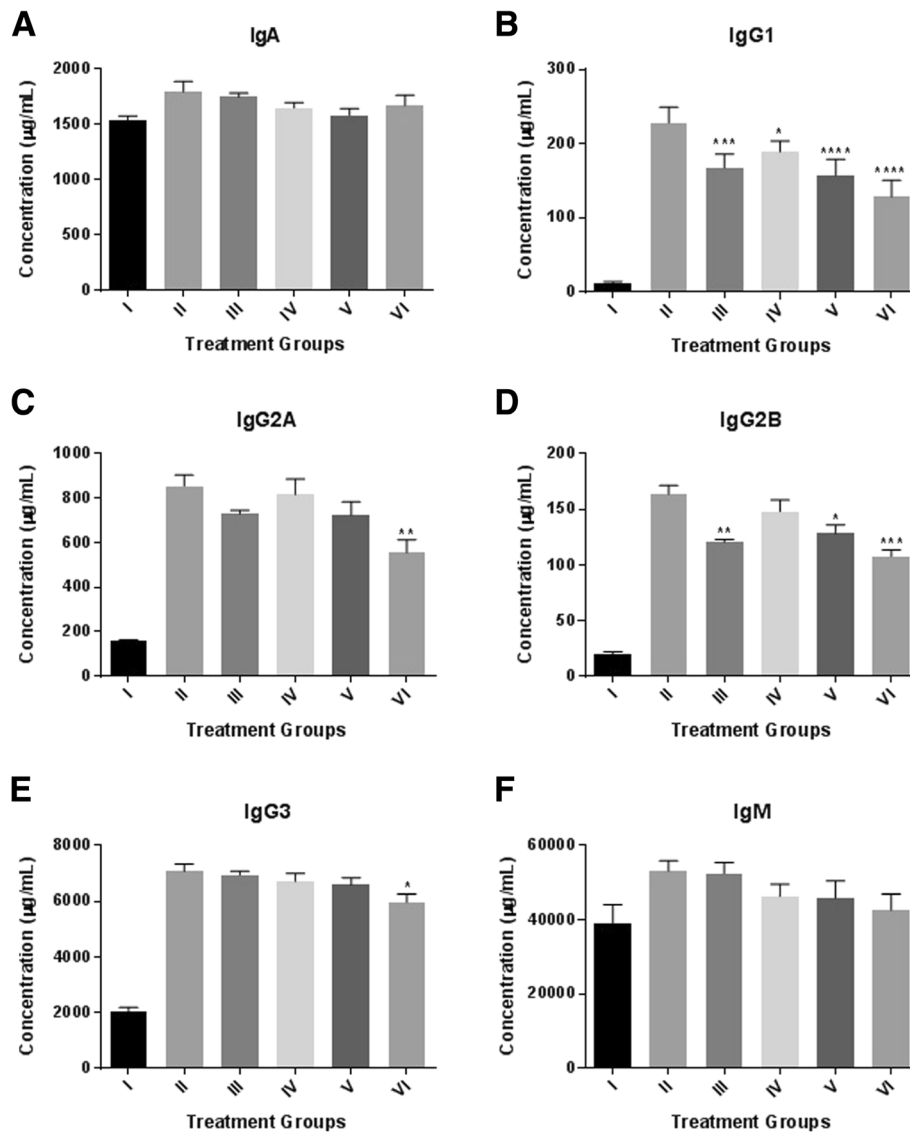 A
IgA
Concentration (µg/mL)
2000
1500
1000
500
0
I II III IV V VI
Treatment Groups
B
IgG1
Concentration (µg/mL)
300
200
100
0
*** * **** ****
I II III IV V VI
Treatment Groups
C
IgG2A
Concentration (µg/mL)
1000
800
600
400
200
0
**
I II III IV V VI
Treatment Groups
D
IgG2B
Concentration (µg/mL)
200
150
100
50
0
** * ***
I II III IV V VI
Treatment Groups
E
IgG3
Concentration (µg/mL)
8000
6000
4000
2000
0
*
I II III IV V VI
Treatment Groups
F
IgM
Concentration (µg/mL)
60000
40000
20000
0
I II III IV V VI
Treatment Groups